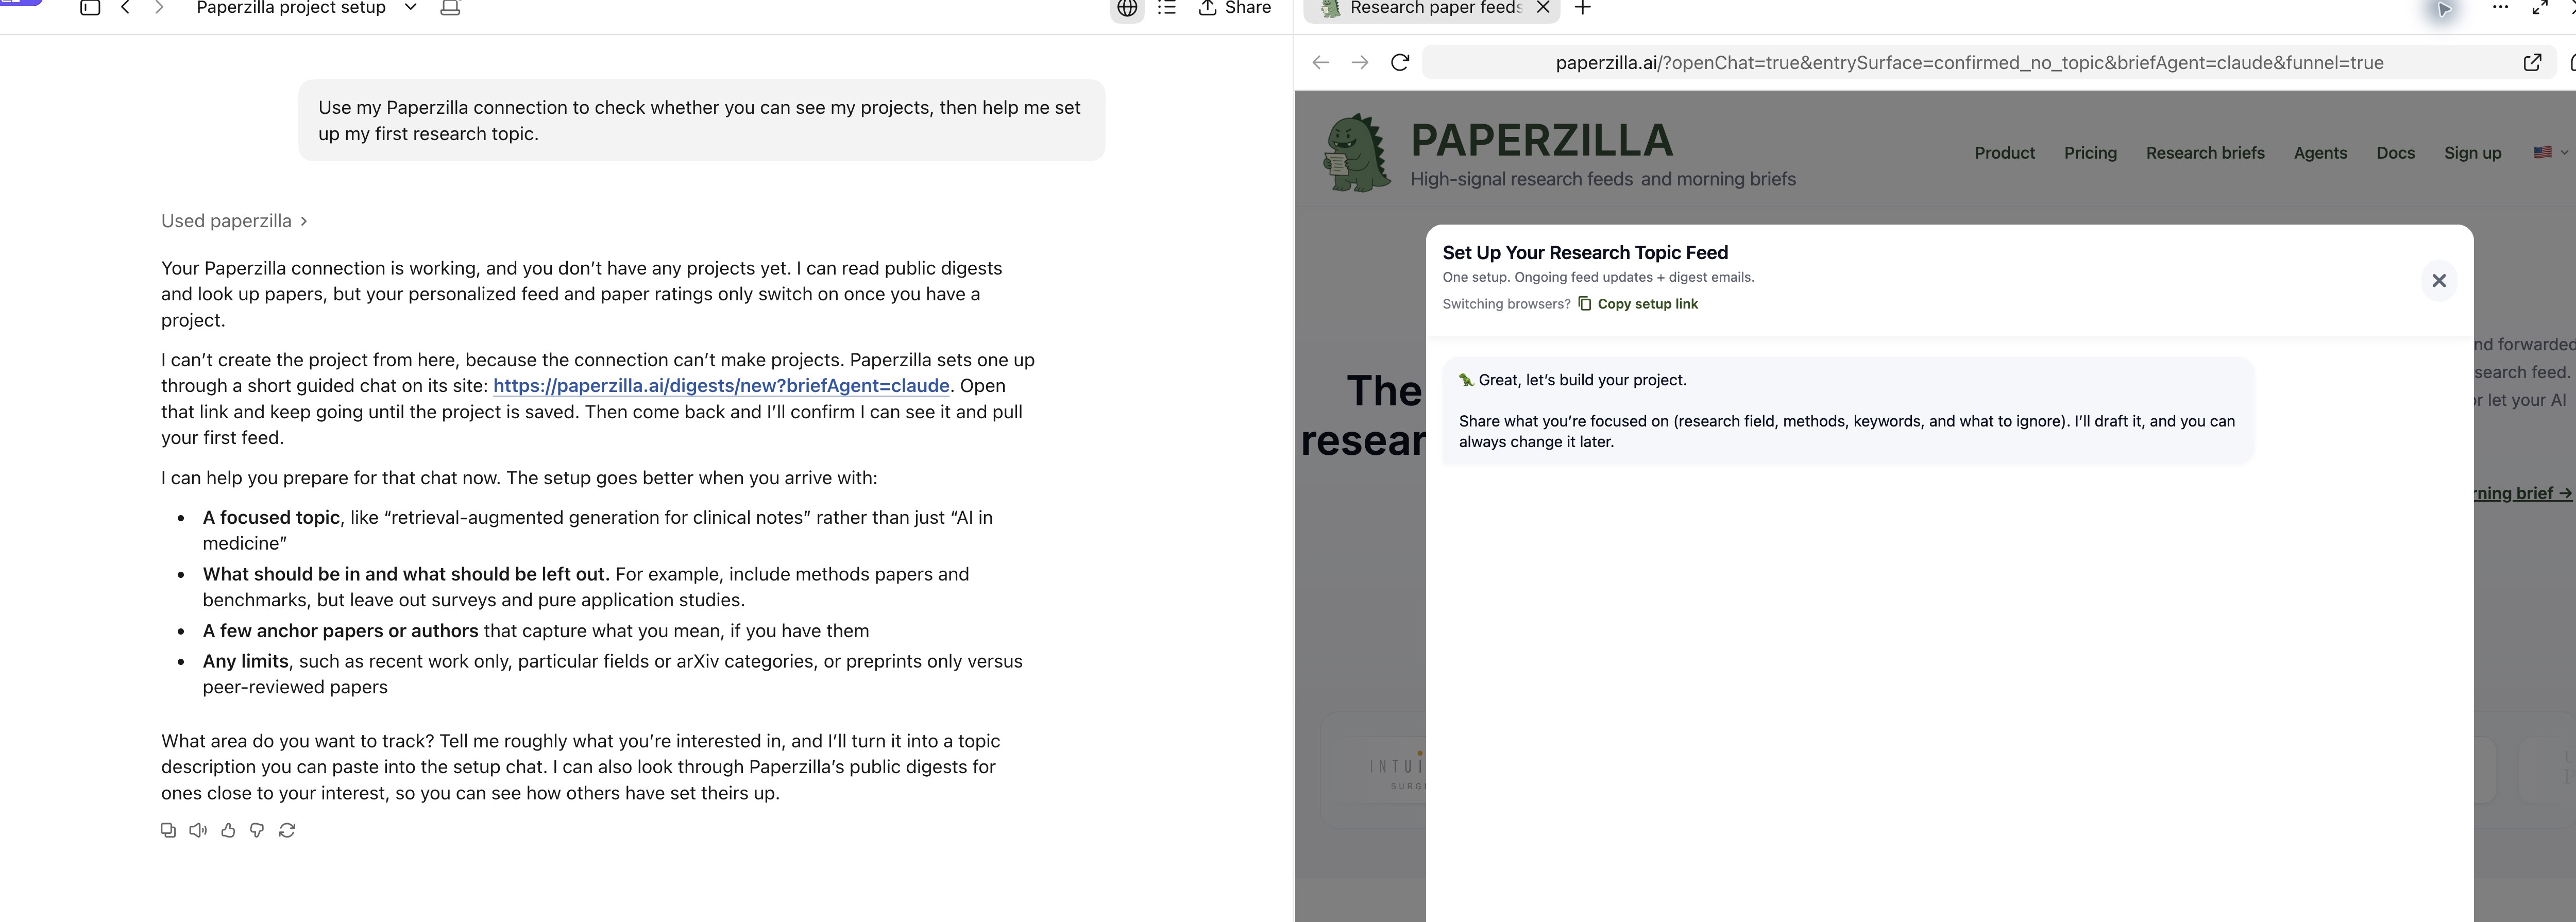 Paperzilla project setup
Share
Use my Paperzilla connection to check whether you can see my projects, then help me set
up my first research topic.
Used paperzilla
Your Paperzilla connection is working, and you don’t have any projects yet. I can read public digests
and look up papers, but your personalized feed and paper ratings only switch on once you have a
project.
I can’t create the project from here, because the connection can’t make projects. Paperzilla sets one up
through a short guided chat on its site: https://paperzilla.ai/digests/new?briefAgent=claude. Open
that link and keep going until the project is saved. Then come back and I’ll confirm I can see it and pull
your first feed.
I can help you prepare for that chat now. The setup goes better when you arrive with:
• A focused topic, like “retrieval-augmented generation for clinical notes” rather than just “AI in
medicine”
• What should be in and what should be left out. For example, include methods papers and
benchmarks, but leave out surveys and pure application studies.
• A few anchor papers or authors that capture what you mean, if you have them
• Any limits, such as recent work only, particular fields or arXiv categories, or preprints only versus
peer-reviewed papers
What area do you want to track? Tell me roughly what you’re interested in, and I’ll turn it into a topic
description you can paste into the setup chat. I can also look through Paperzilla’s public digests for
ones close to your interest, so you can see how others have set theirs up.
Research paper feeds
paperzilla.ai/?openChat=true&entrySurface=confirmed_no_topic&briefAgent=claude&funnel=true
PAPERZILLA
High-signal research feeds and morning briefs
Product Pricing Research briefs Agents Docs Sign up
Set Up Your Research Topic Feed
One setup. Ongoing feed updates + digest emails.
Switching browsers? Copy setup link
🦖 Great, let’s build your project.
Share what you’re focused on (research field, methods, keywords, and what to ignore). I’ll draft it, and you can
always change it later.
The
resear
nd forwarded
search feed.
or let your AI
rning brief →
INTUI
SURG